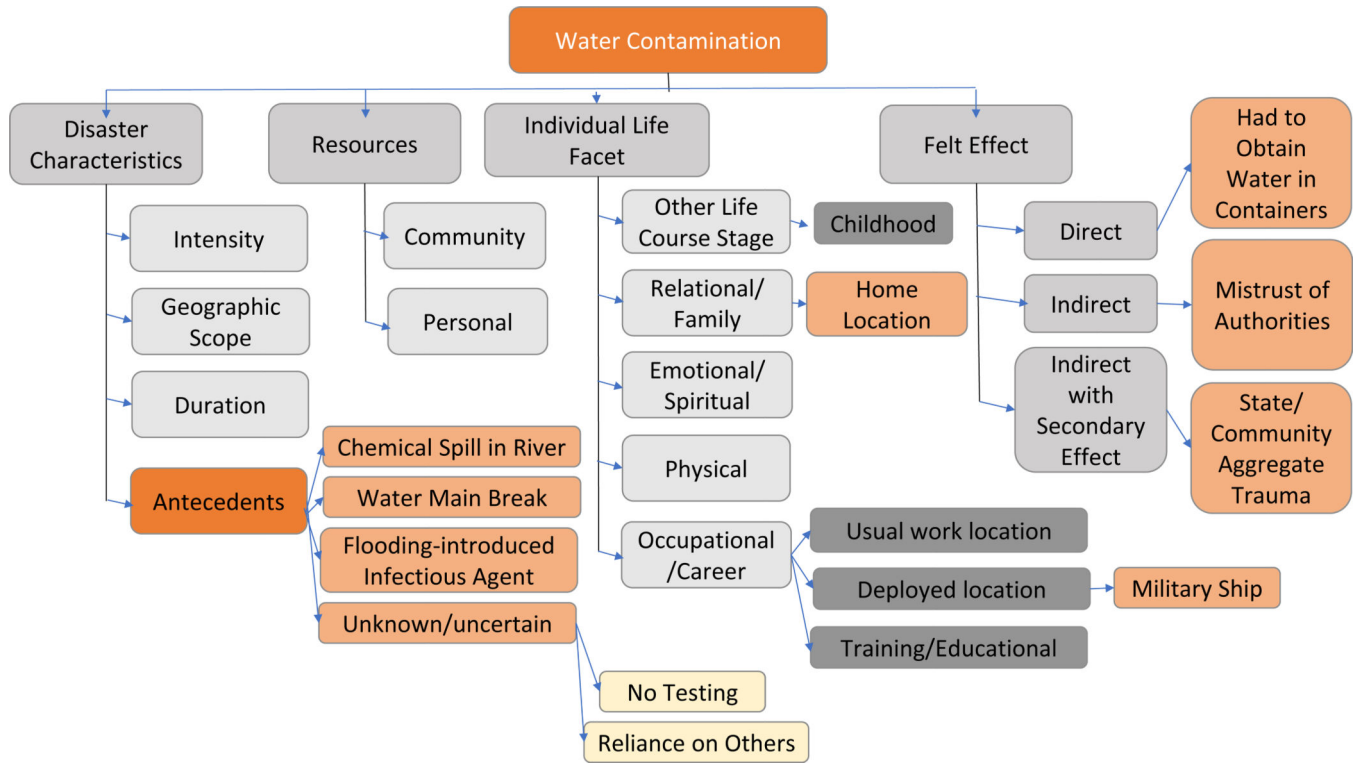 Water Contamination
Disaster
Characteristics
Resources
Individual Life
Facet
Felt Effect
Had to
Obtain
Water in
Containers
Intensity
Geographic
Scope
Duration
Antecedents
Chemical Spill in River
Water Main Break
Flooding-introduced
Infectious Agent
Unknown/uncertain
No Testing
Reliance on Others
Community
Personal
Other Life
Course Stage
Childhood
Relational/
Family
Home
Location
Emotional/
Spiritual
Physical
Occupational
/Career
Usual work location
Deployed location
Military Ship
Training/Educational
Direct
Indirect
Mistrust of
Authorities
Indirect
with
Secondary
Effect
State/
Community
Aggregate
Trauma